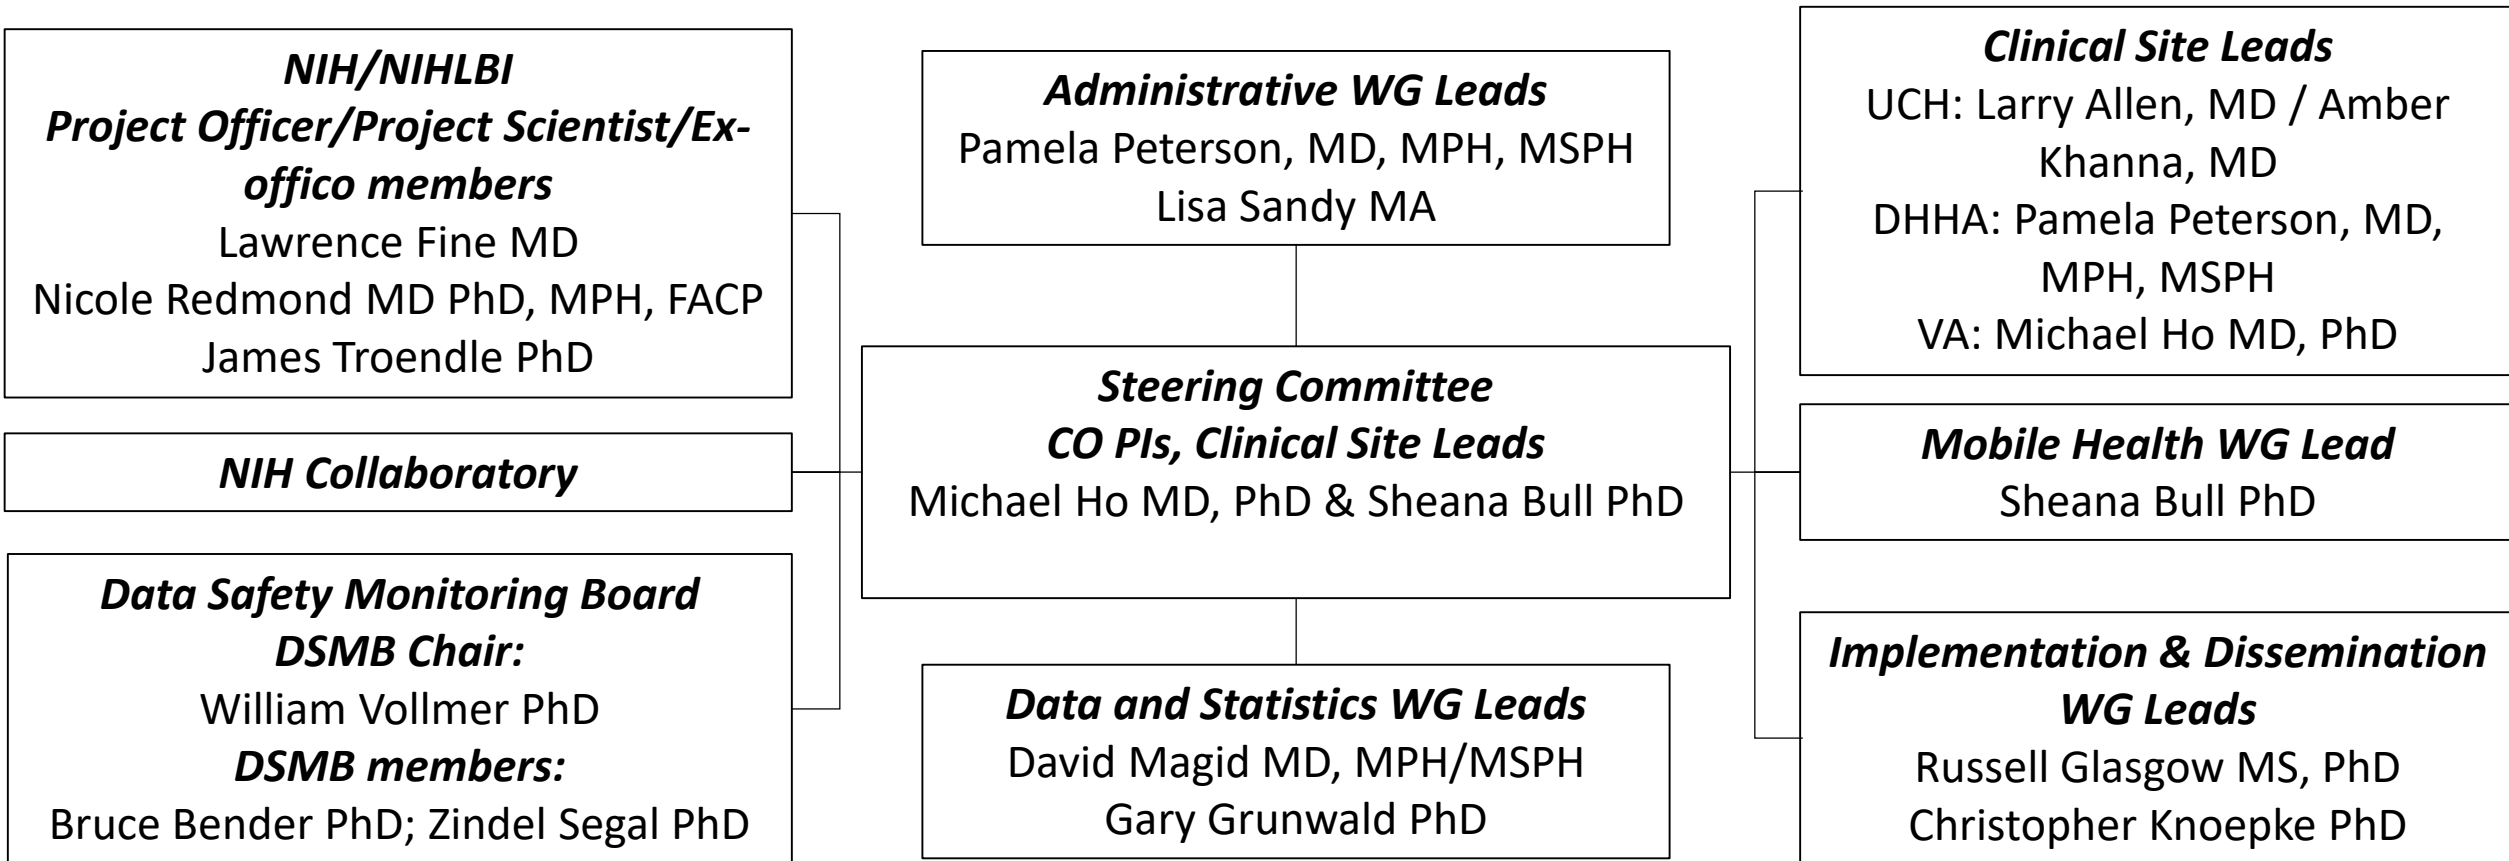 NIH/NIHLBI
Project Officer/Project Scientist/Ex-
offico members
Lawrence Fine MD
Nicole Redmond MD PhD, MPH, FACP
James Troendle PhD
NIH Collaboratory
Data Safety Monitoring Board
DSMB Chair:
William Vollmer PhD
DSMB members:
Bruce Bender PhD; Zindel Segal PhD
Administrative WG Leads
Pamela Peterson, MD, MPH, MSPH
Lisa Sandy MA
Steering Committee
CO PIs, Clinical Site Leads
Michael Ho MD, PhD & Sheana Bull PhD
Data and Statistics WG Leads
David Magid MD, MPH/MSPH
Gary Grunwald PhD
Clinical Site Leads
UCH: Larry Allen, MD / Amber
Khanna, MD
DHHA: Pamela Peterson, MD,
MPH, MSPH
VA: Michael Ho MD, PhD
Mobile Health WG Lead
Sheana Bull PhD
Implementation & Dissemination
WG Leads
Russell Glasgow MS, PhD
Christopher Knoepke PhD